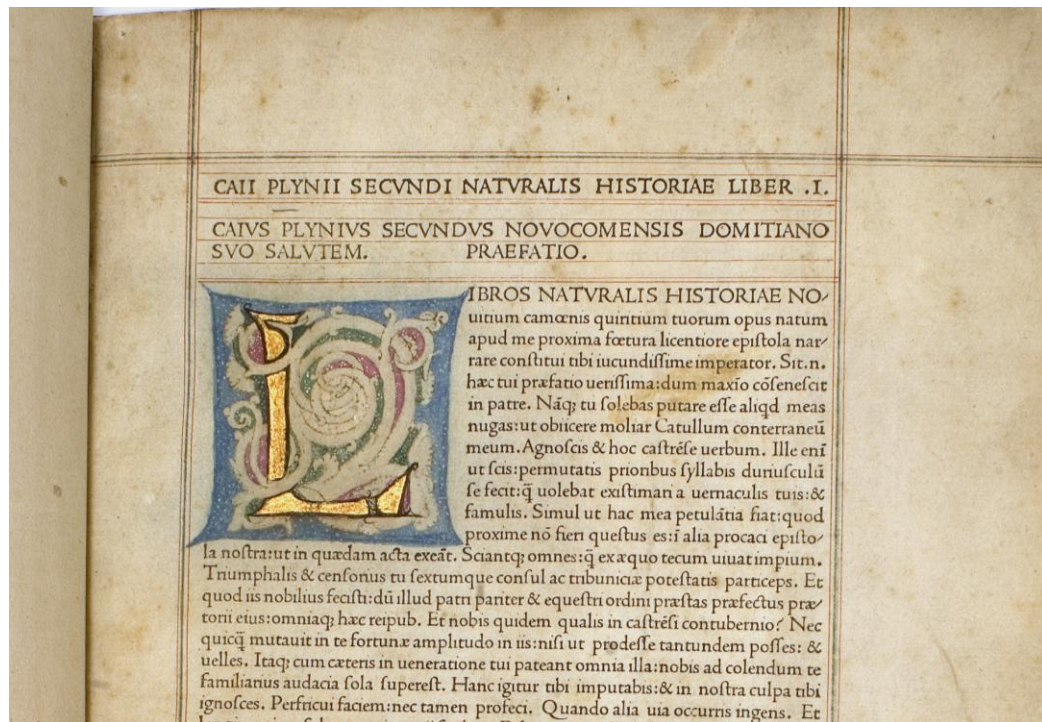 CAII PLYNII SECVNDI NATVRALIS HISTORIAE LIBER .I.
CAIVS PLYNIVS SECVNDVS NOVOCOMENSIS DOMITIANO
SVO SALVTEM. PRAEFATIO.
LIBROS NATVRALIS HISTORIAE NO⸗
uitium camœnis quiritium tuorum opus natum
apud me proxima fœtura licentiore epiſtola nar⸗
rare conſtitui tibi iucundiſſime imperator. Sit.n.
hæc tui præfatio ueriſſima:dum maxĩo cõſeneſcit
in patre. Nãq; tu ſolebas putare eſſe aliqd meas
nugas:ut obiicere moliar Catullum conterraneũ
meum. Agnoſcis & hoc caſtrẽſe uerbum. Ille enĩ
ut ſcis:permutatis prioribus ſyllabis duriuſculũ
ſe fecit:q̃ uolebat exiſtimari a uernaculis tuis:&
famulis. Simul ut hac mea petulãtia fiat:quod
proxime nõ fieri queſtus es:ĩ alia procaci epiſto⸗
la noſtra:ut in quædam acta exeãt. Sciantq; omnes:q̃ exæquo tecum uiuat impium.
Triumphalis & cenſorius tu ſextumque conſul ac tribuniciæ poteſtatis particeps. Et
quod iis nobilius feciſti:dũ illud patri pariter & equeſtri ordini præſtas præfectus præ⸗
torii eius:omniaq; hæc reipub. Et nobis quidem qualis in caſtrẽſi contubernio? Nec
quicq̃ mutauit in te fortunæ amplitudo in iis:niſi ut prodeſſe tantundem poſſes: &
uelles. Itaq; cum cæteris in ueneratione tui pateant omnia illa:nobis ad colendum te
familiarius audacia ſola ſupereſt. Hanc igitur tibi imputabis:& in noſtra culpa tibi
ignoſces. Perfricui faciem:nec tamen profeci. Quando alia uia occurris ingens. Et